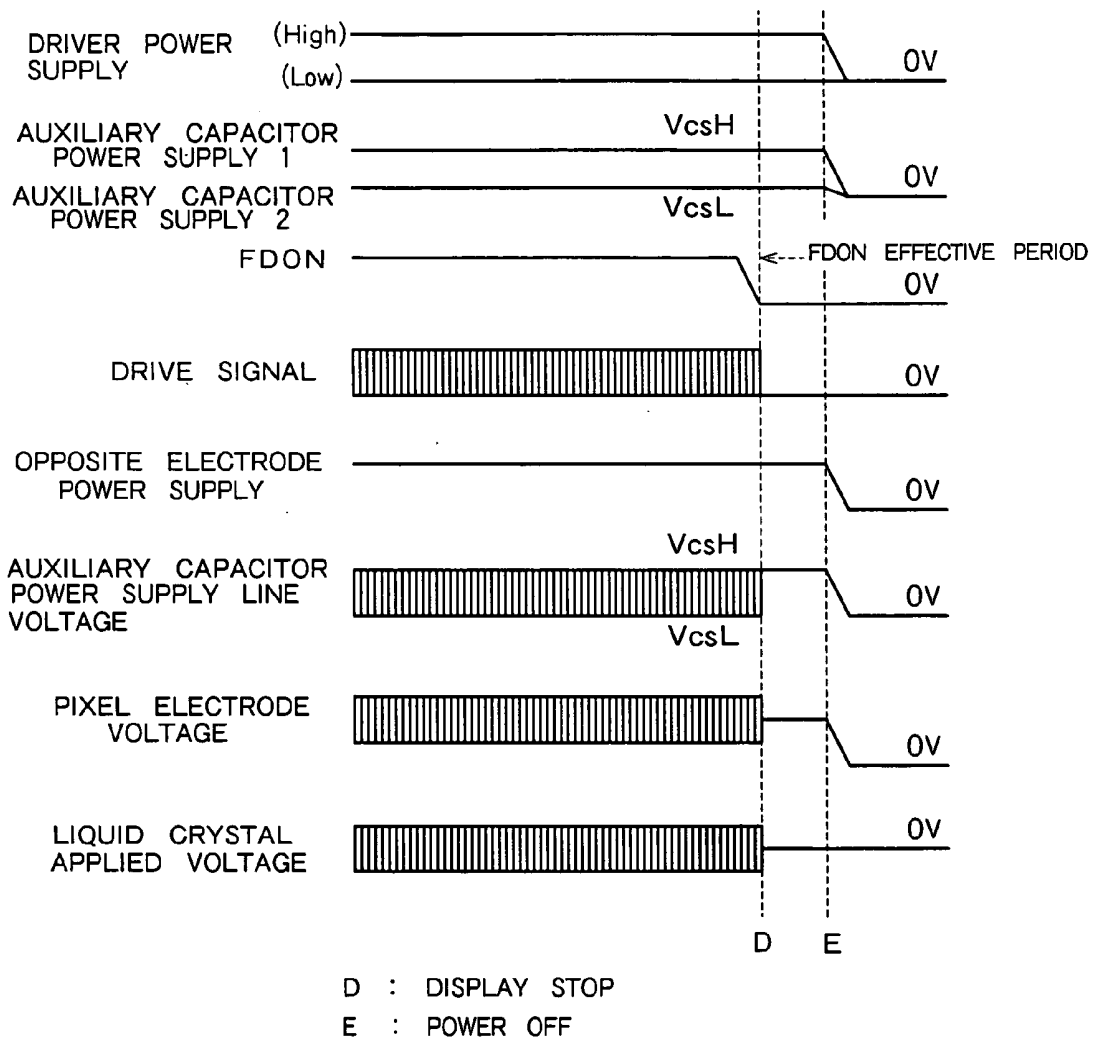 DRIVER POWER
SUPPLY
(High)
(Low)
0V
AUXILIARY CAPACITOR
POWER SUPPLY 1
VcsH
0V
AUXILIARY CAPACITOR
POWER SUPPLY 2
VcsL
FDON
FDON EFFECTIVE PERIOD
0V
DRIVE SIGNAL
0V
OPPOSITE ELECTRODE
POWER SUPPLY
0V
VcsH
AUXILIARY CAPACITOR
POWER SUPPLY LINE
VOLTAGE
0V
VcsL
PIXEL ELECTRODE
VOLTAGE
0V
LIQUID CRYSTAL
APPLIED VOLTAGE
0V
D E
D : DISPLAY STOP
E : POWER OFF